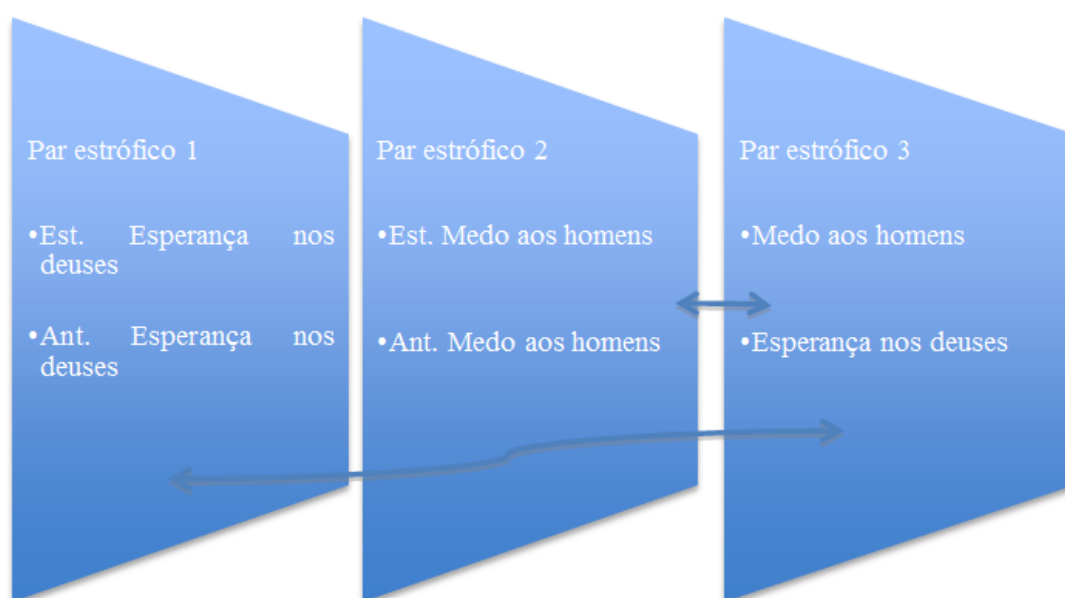 Par estrófico 1
•Est. Esperança nos
deuses
•Ant. Esperança nos
deuses
Par estrófico 2
•Est. Medo aos homens
•Ant. Medo aos homens
Par estrófico 3
•Medo aos homens
•Esperança nos deuses